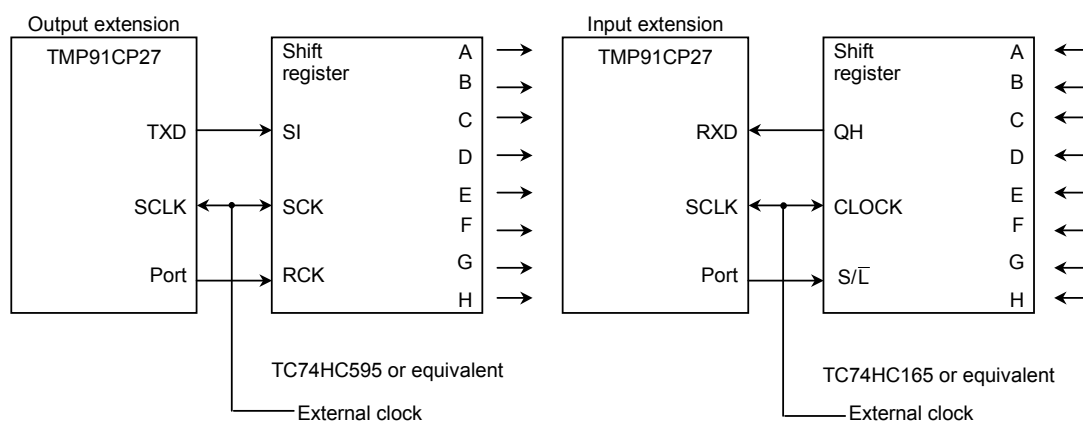 Output extension
TMP91CP27
TXD
SCLK
Port
Shift
register
SI
SCK
RCK
A
B
C
D
E
F
G
H
TC74HC595 or equivalent
External clock
Input extension
TMP91CP27
RXD
SCLK
Port
Shift
register
QH
CLOCK
S/L̅
A
B
C
D
E
F
G
H
TC74HC165 or equivalent
External clock